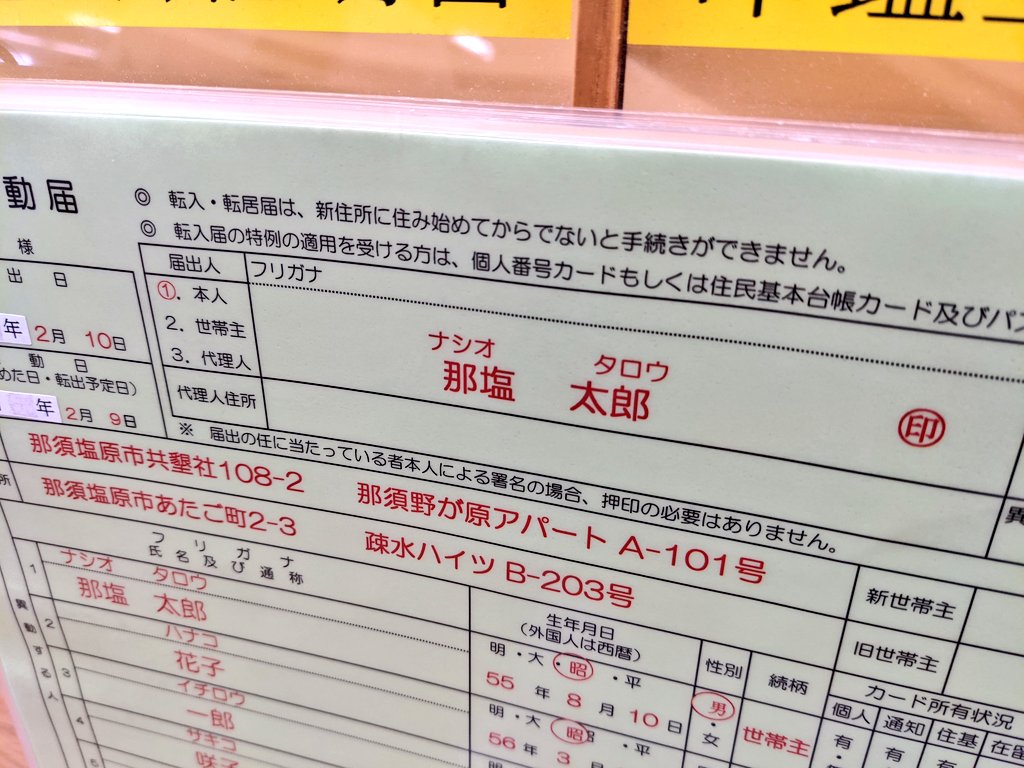 動届
◎ 転入・転居届は、新住所に住み始めてからでないと手続きができません。
◎ 転入届の特例の適用を受ける方は、個人番号カードもしくは住民基本台帳カード及びパス
様
届出人
フリガナ
出 日
①. 本人
2. 世帯主
3. 代理人
ナシオ タロウ
那塩 太郎
印
年 2月 10日
動 日
めた日・転出予定日)
年 2月 9日
代理人住所
※ 届出の任に当たっている者本人による署名の場合、押印の必要はありません。
那須塩原市共墾社108-2 那須野が原アパート A-101号
所
那須塩原市あたご町2-3 疎水ハイツ B-203号
新世帯主
旧世帯主
フリガナ
氏名及び通称
生年月日
(外国人は西暦)
性別
続柄
カード所有状況
個人
通知
住基
在留
異動する人
1
ナシオ タロウ
那塩 太郎
明・大・昭・平
55 年 8 月 10 日
男・女
世帯主
有
有
有
2
ハナコ
花子
明・大・昭・平
56 年 3 月
3
イチロウ
一郎
4
サキコ
咲子